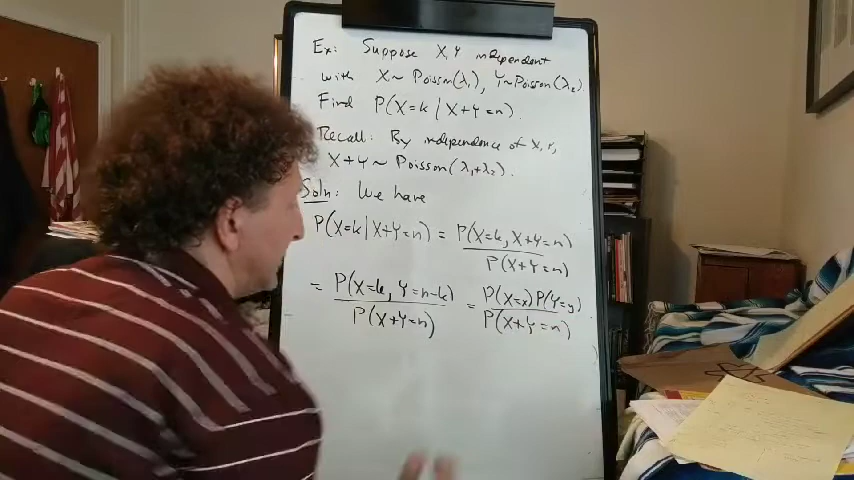 Ex: Suppose X, Y independent
with X ~ Poisson(λ₁), Y ~ Poisson(λ₂).
Find P(X=k | X+Y=n).
Recall: By independence of X, Y,
X+Y ~ Poisson(λ₁+λ₂).
Soln: We have
P(X=k | X+Y=n) = P(X=k, X+Y=n) / P(X+Y=n)
= P(X=k, Y=n-k) / P(X+Y=n) = P(X=x) P(Y=y) / P(X+Y=n)